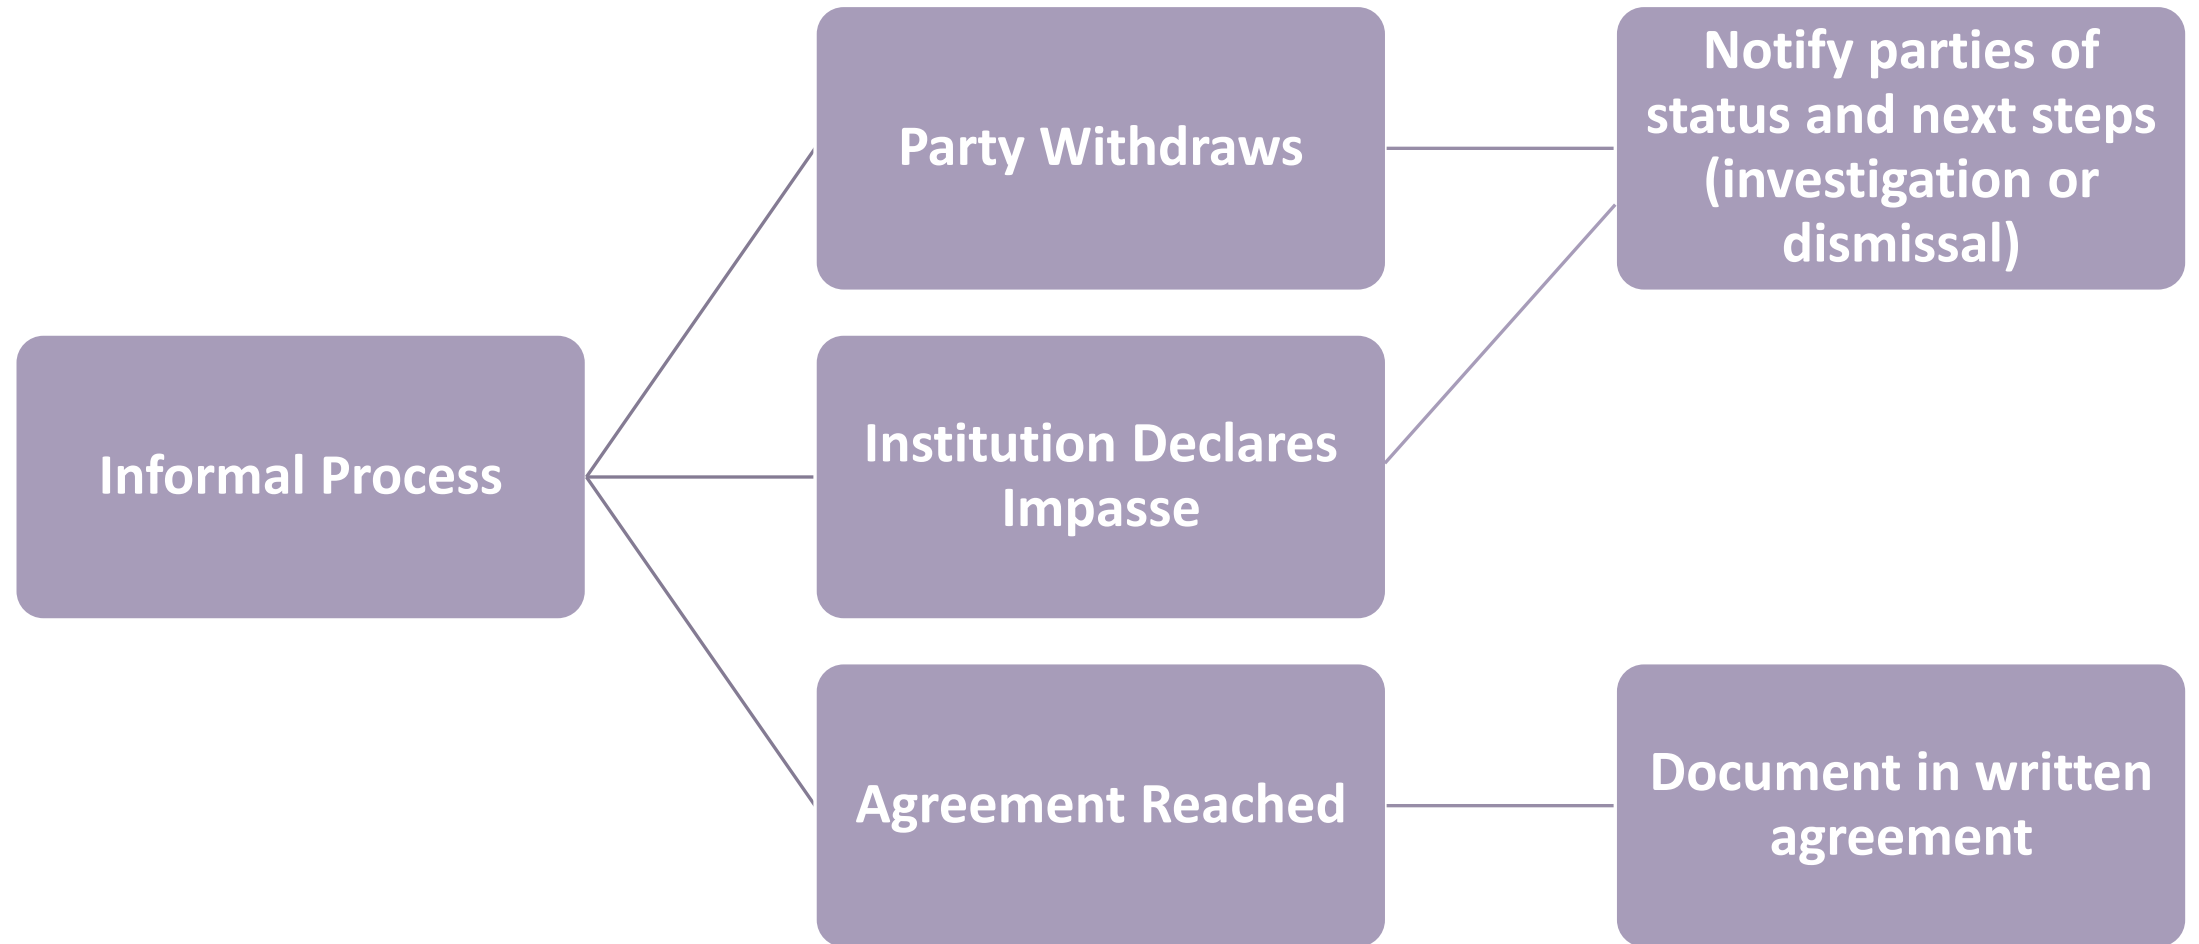 Informal Process
Party Withdraws
Institution Declares
Impasse
Agreement Reached
Notify parties of
status and next steps
(investigation or
dismissal)
Document in written
agreement